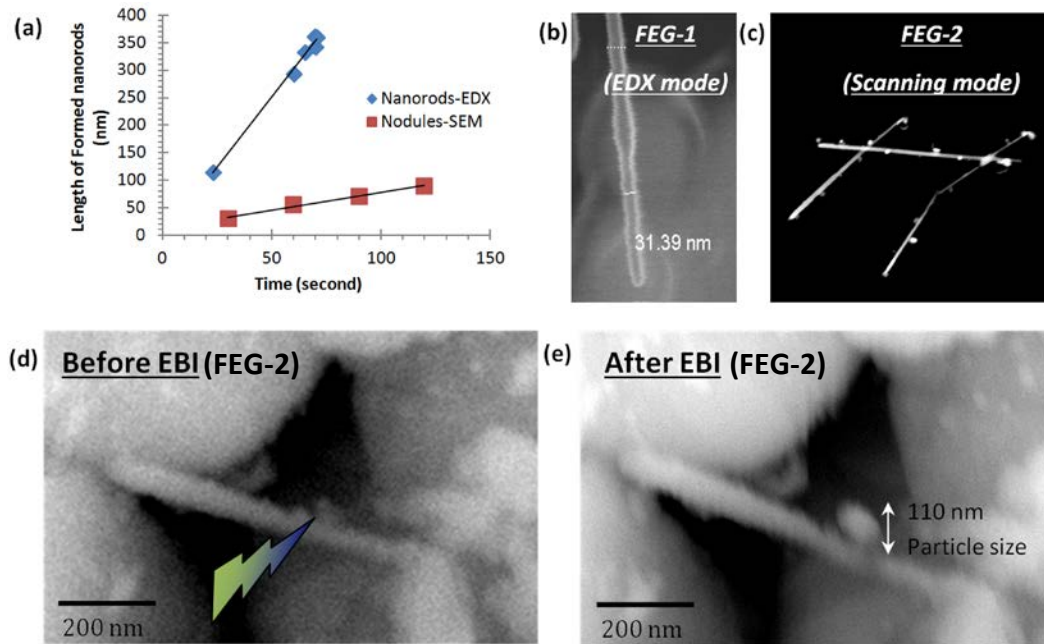 (a)
Length of Formed nanorods
(nm)
400
350
300
250
200
150
100
50
0
0
50
100
150
Time (second)
Nanorods-EDX
Nodules-SEM
(b)
FEG-1
(EDX mode)
31.39 nm
(c)
FEG-2
(Scanning mode)
(d)
Before EBI (FEG-2)
200 nm
(e)
After EBI (FEG-2)
110 nm
Particle size
200 nm